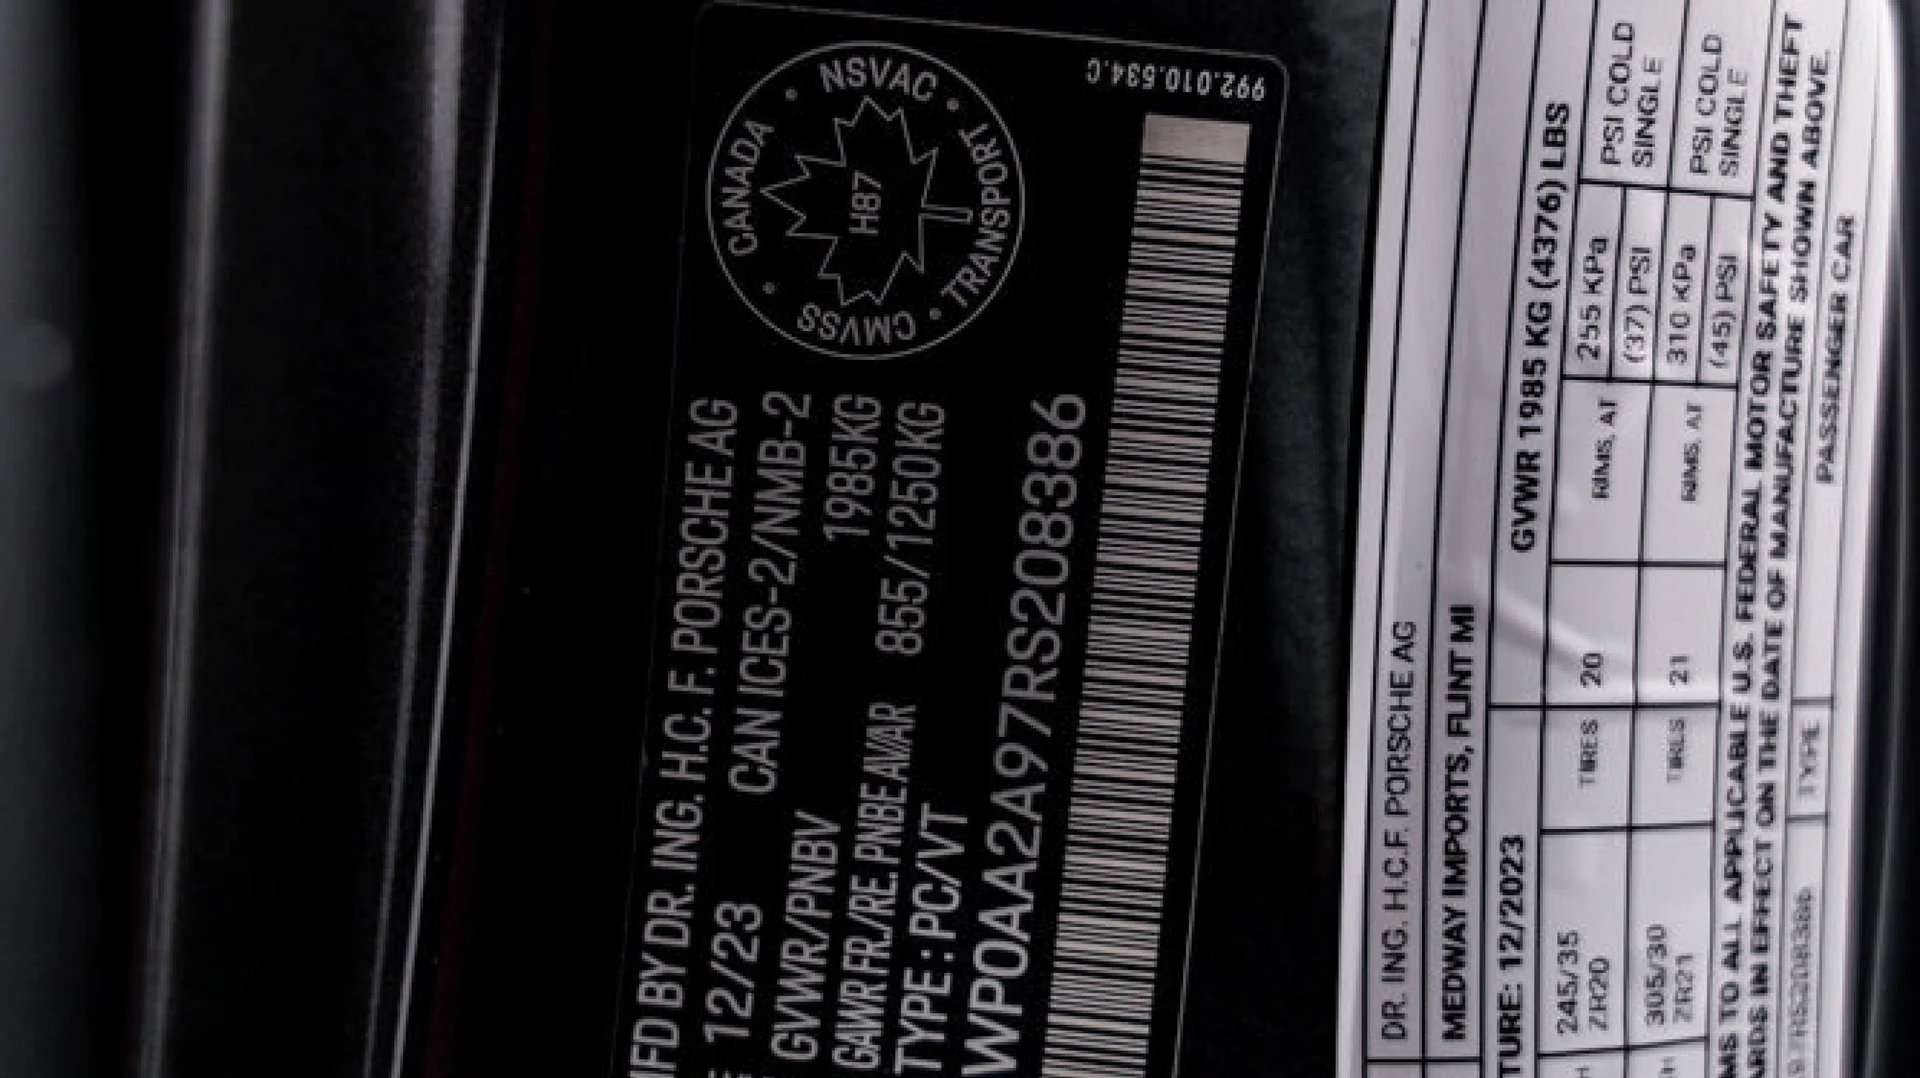 MFD BY DR. ING. H.C. F. PORSCHE AG
12/23 CAN ICES-2/NMB-2
GVWR/PNBV 1985KG
GAWR FR./RE. PNBE AV/AR 855/1250KG
TYPE : PC/VT
WP0AA2A97RS208386
CANADA • NSVAC • TRANSPORT • CMVSS •
H87
992.010.534.C
DR. ING. H.C.F. PORSCHE AG
MEDWAY IMPORTS, FLINT MI
TURE: 12/2023 GVWR 1985 KG (4376) LBS
245/35 ZR20 TIRES 20 RIMS, AT 255 KPa (37) PSI PSI COLD SINGLE
305/30 ZR21 TIRES 21 RIMS, AT 310 KPa (45) PSI PSI COLD SINGLE
MS TO ALL APPLICABLE U.S. FEDERAL MOTOR SAFETY AND THEFT
ARDS IN EFFECT ON THE DATE OF MANUFACTURE SHOWN ABOVE.
97RS208386 TYPE PASSENGER CAR